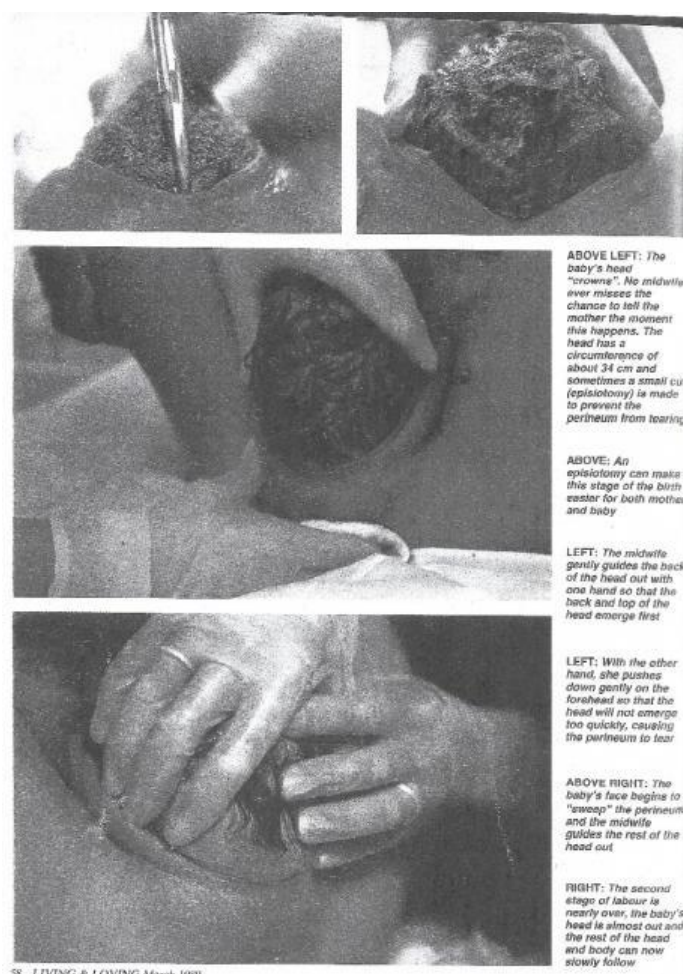 ABOVE LEFT: The
baby's head
"crowns". No midwife
ever misses the
chance to tell the
mother the moment
this happens. The
head has a
circumference of
about 34 cm and
sometimes a small cu
(episiotomy) is made
to prevent the
perineum from tearing
ABOVE: An
episiotomy can make
this stage of the birth
easier for both mother
and baby
LEFT: The midwife
gently guides the back
of the head out with
one hand so that the
back and top of the
head emerge first
LEFT: With the other
hand, she pushes
down gently on the
forehead so that the
head will not emerge
too quickly, causing
the perineum to tear
ABOVE RIGHT: The
baby's face begins to
"sweep" the perineum
and the midwife
guides the rest of the
head out
RIGHT: The second
stage of labour is
nearly over, the baby's
head is almost out and
the rest of the head
and body can now
slowly follow
58 LIVING & LOVING March